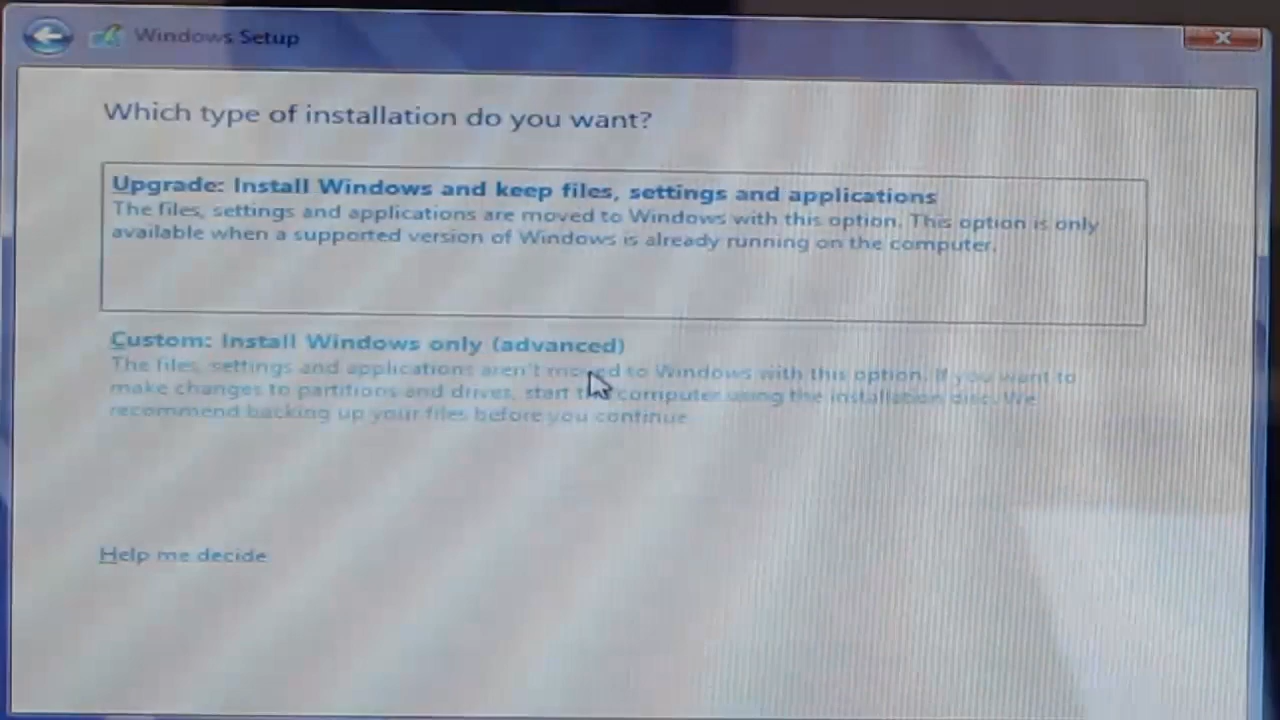 Windows Setup
Which type of installation do you want?
Upgrade: Install Windows and keep files, settings and applications
The files, settings and applications are moved to Windows with this option. This option is only
available when a supported version of Windows is already running on the computer.
Custom: Install Windows only (advanced)
The files, settings and applications aren't moved to Windows with this option. If you want to
make changes to partitions and drives, start the computer using the installation disc. We
recommend backing up your files before you continue.
Help me decide